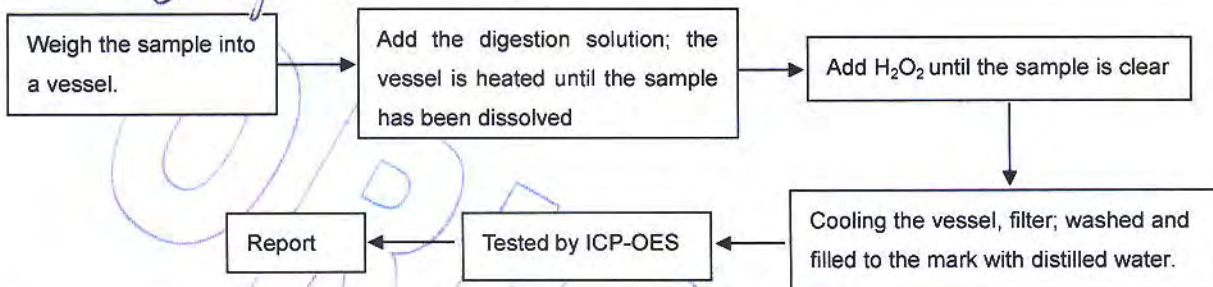 Weigh the sample into
a vessel.
Add the digestion solution; the
vessel is heated until the sample
has been dissolved
Add H₂O₂ until the sample is clear
Cooling the vessel, filter; washed and
filled to the mark with distilled water.
Tested by ICP-OES
Report